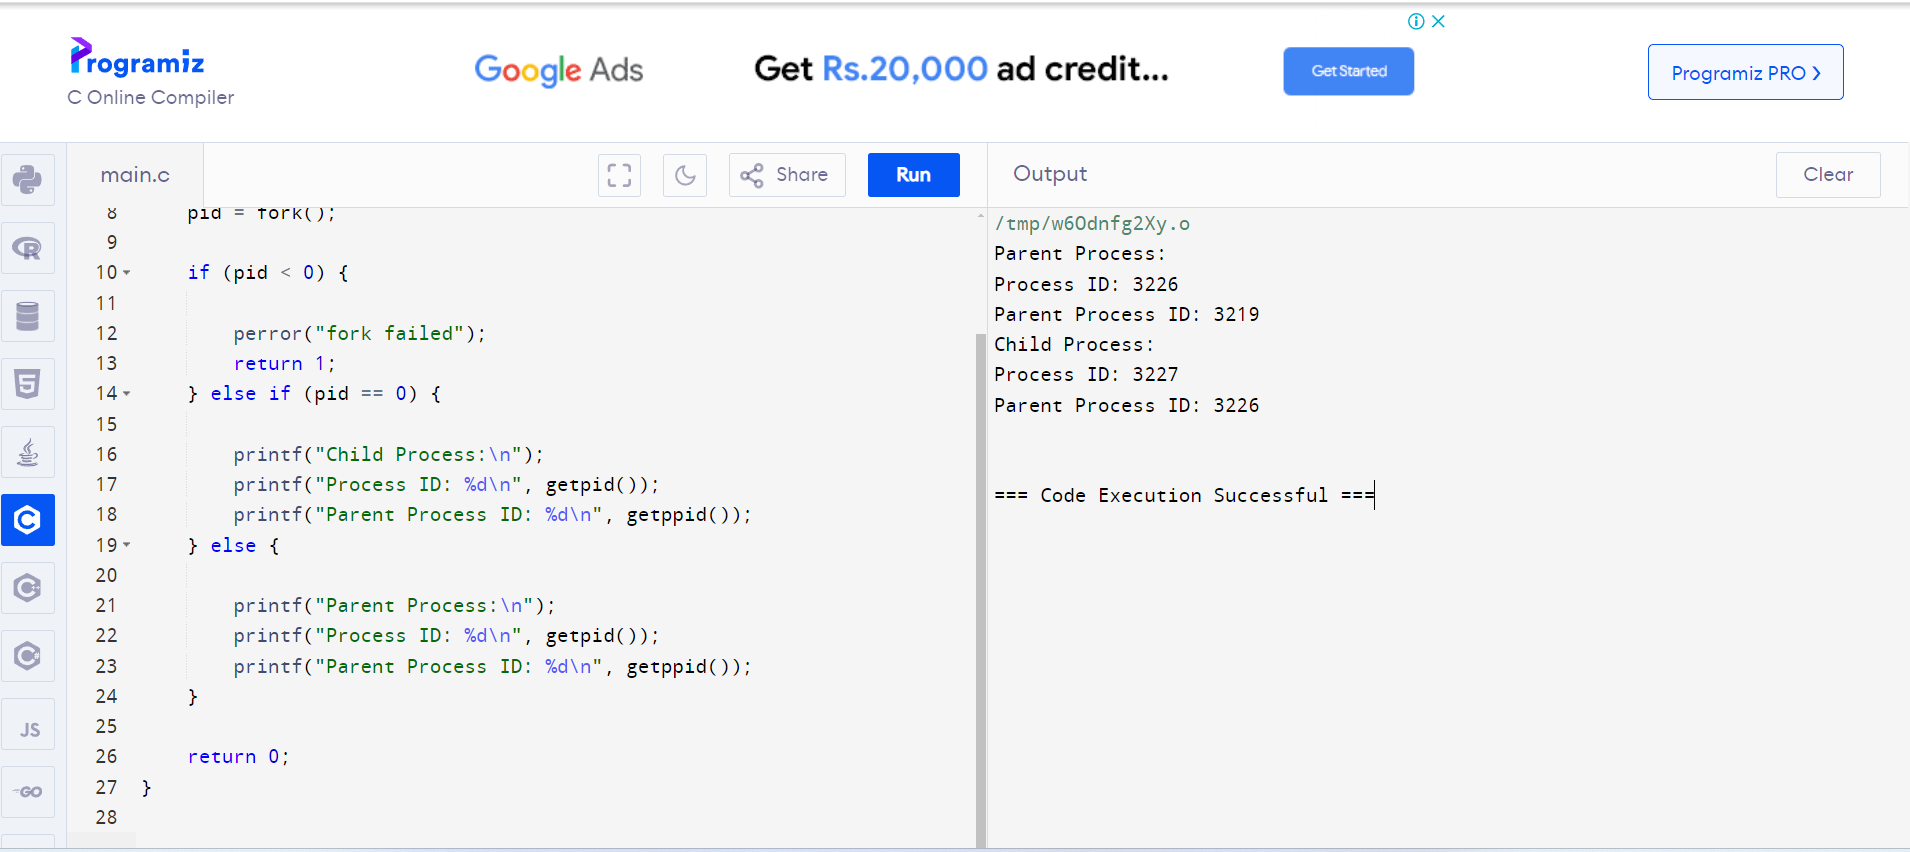 Programiz
C Online Compiler
Google Ads
Get Rs.20,000 ad credit...
Get Started
Programiz PRO
main.c
Share
Run
Output
Clear
8 pid = fork();
9
10 if (pid < 0) {
11
12 perror("fork failed");
13 return 1;
14 } else if (pid == 0) {
15
16 printf("Child Process:\n");
17 printf("Process ID: %d\n", getpid());
18 printf("Parent Process ID: %d\n", getppid());
19 } else {
20
21 printf("Parent Process:\n");
22 printf("Process ID: %d\n", getpid());
23 printf("Parent Process ID: %d\n", getppid());
24 }
25
26 return 0;
27 }
28
/tmp/w6Odnfg2Xy.o
Parent Process:
Process ID: 3226
Parent Process ID: 3219
Child Process:
Process ID: 3227
Parent Process ID: 3226
=== Code Execution Successful ===
R
5
C
C++
C#
JS
GO